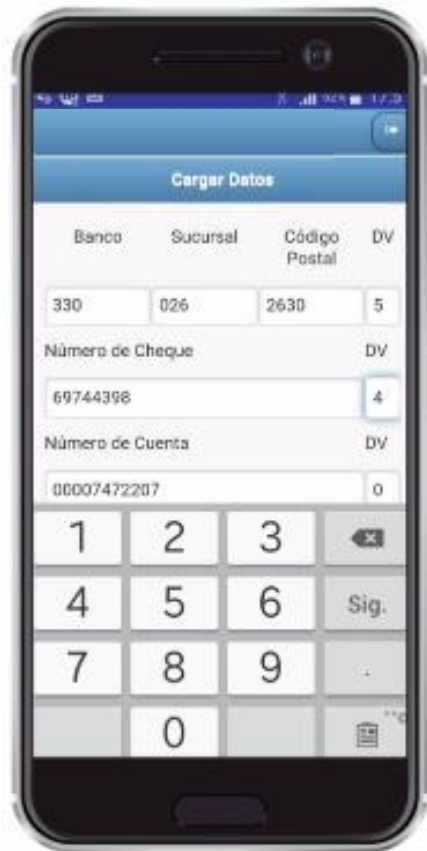 Cargar Datos
Banco Sucursal Código Postal DV
330 026 2630 5
Número de Cheque DV
69744398 4
Número de Cuenta DV
00007472207 0
1 2 3
4 5 6 Sig.
7 8 9 .
0